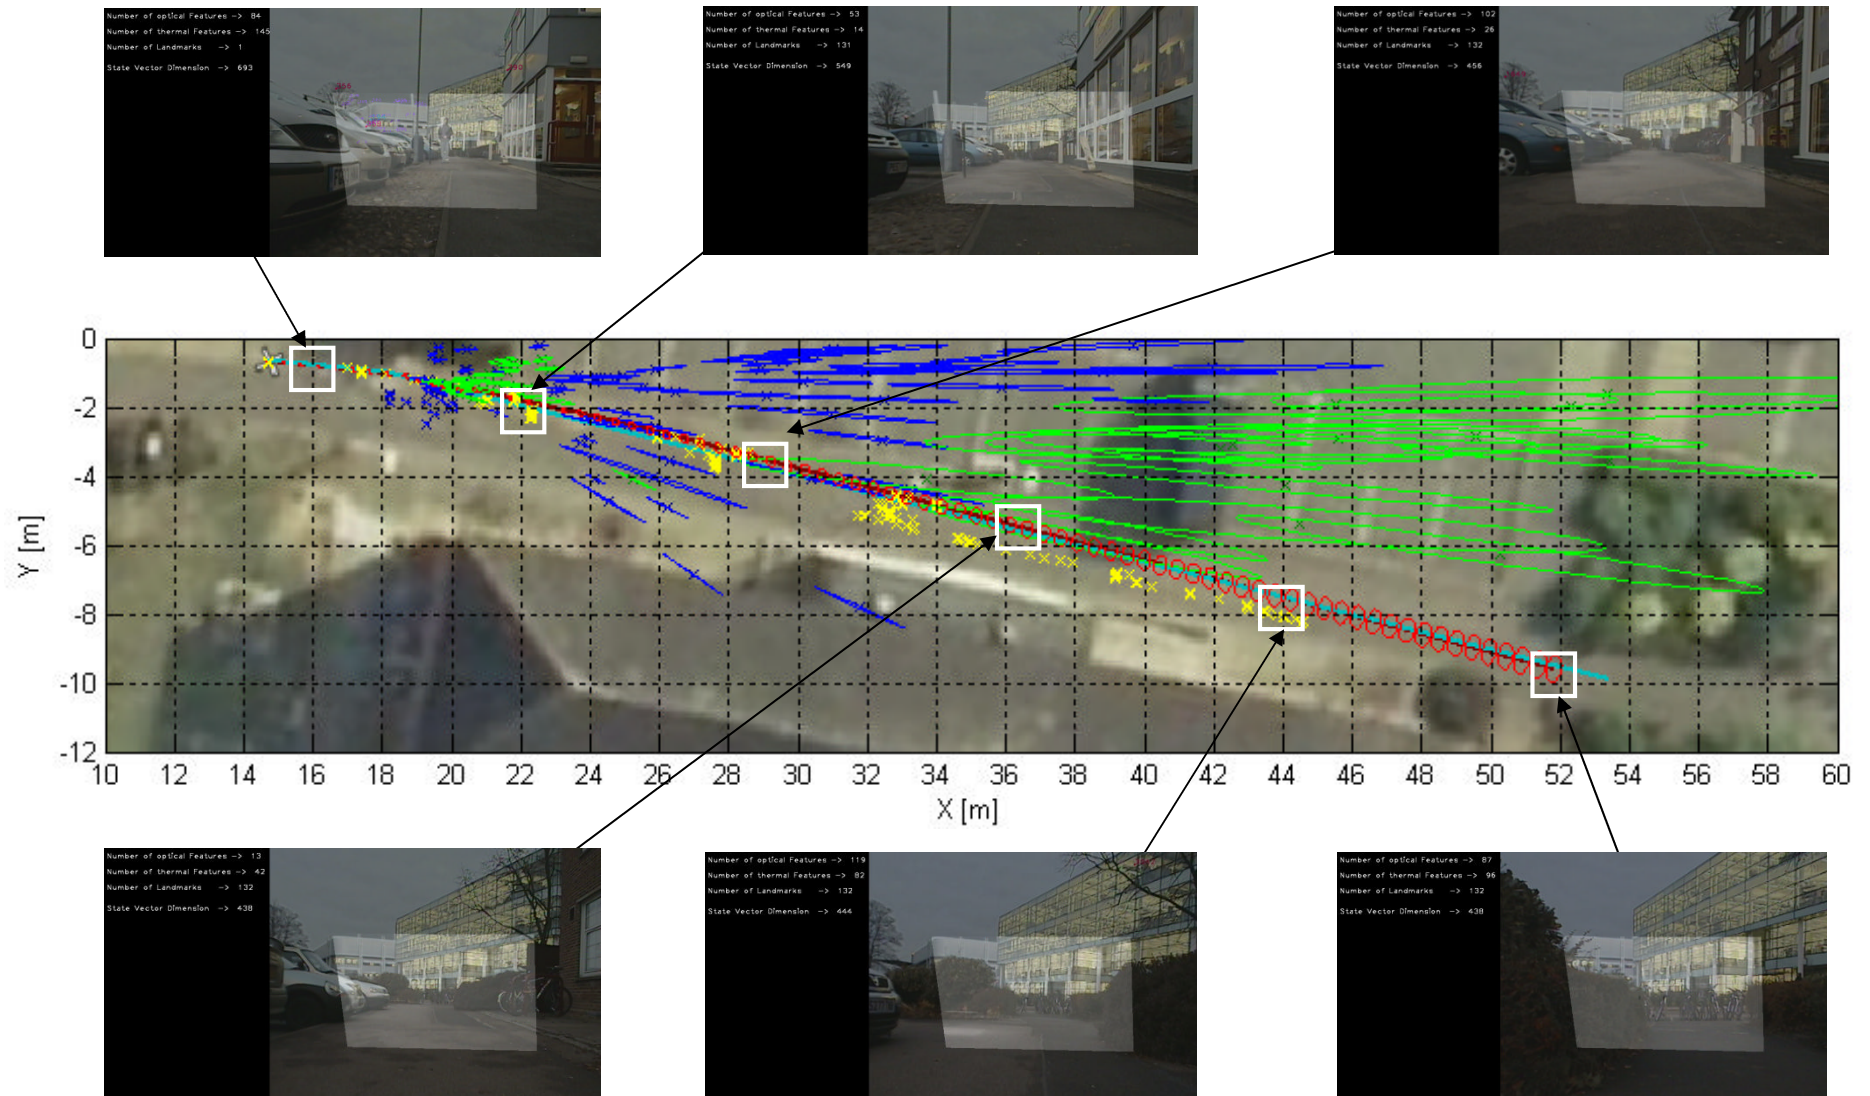 Number of optical Features -> 84
Number of thermal Features -> 145
Number of Landmarks -> 1
State Vector Dimension -> 693
Number of optical Features -> 53
Number of thermal Features -> 14
Number of Landmarks -> 131
State Vector Dimension -> 549
Number of optical Features -> 102
Number of thermal Features -> 26
Number of Landmarks -> 132
State Vector Dimension -> 456
0
-2
-4
-6
-8
-10
-12
Y [m]
10 12 14 16 18 20 22 24 26 28 30 32 34 36 38 40 42 44 46 48 50 52 54 56 58 60
X [m]
Number of optical Features -> 13
Number of thermal Features -> 42
Number of Landmarks -> 132
State Vector Dimension -> 438
Number of optical Features -> 119
Number of thermal Features -> 82
Number of Landmarks -> 132
State Vector Dimension -> 444
Number of optical Features -> 87
Number of thermal Features -> 96
Number of Landmarks -> 132
State Vector Dimension -> 438